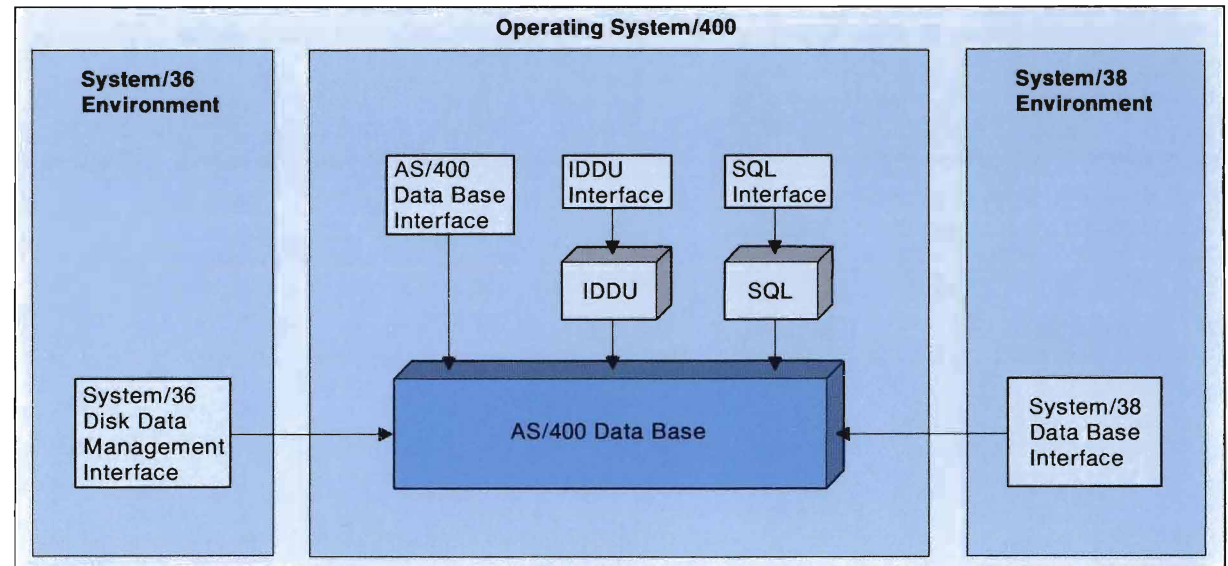 Operating System/400
System/36
Environment
System/38
Environment
AS/400
Data Base
Interface
IDDU
Interface
SQL
Interface
IDDU
SQL
System/36
Disk Data
Management
Interface
AS/400 Data Base
System/38
Data Base
Interface